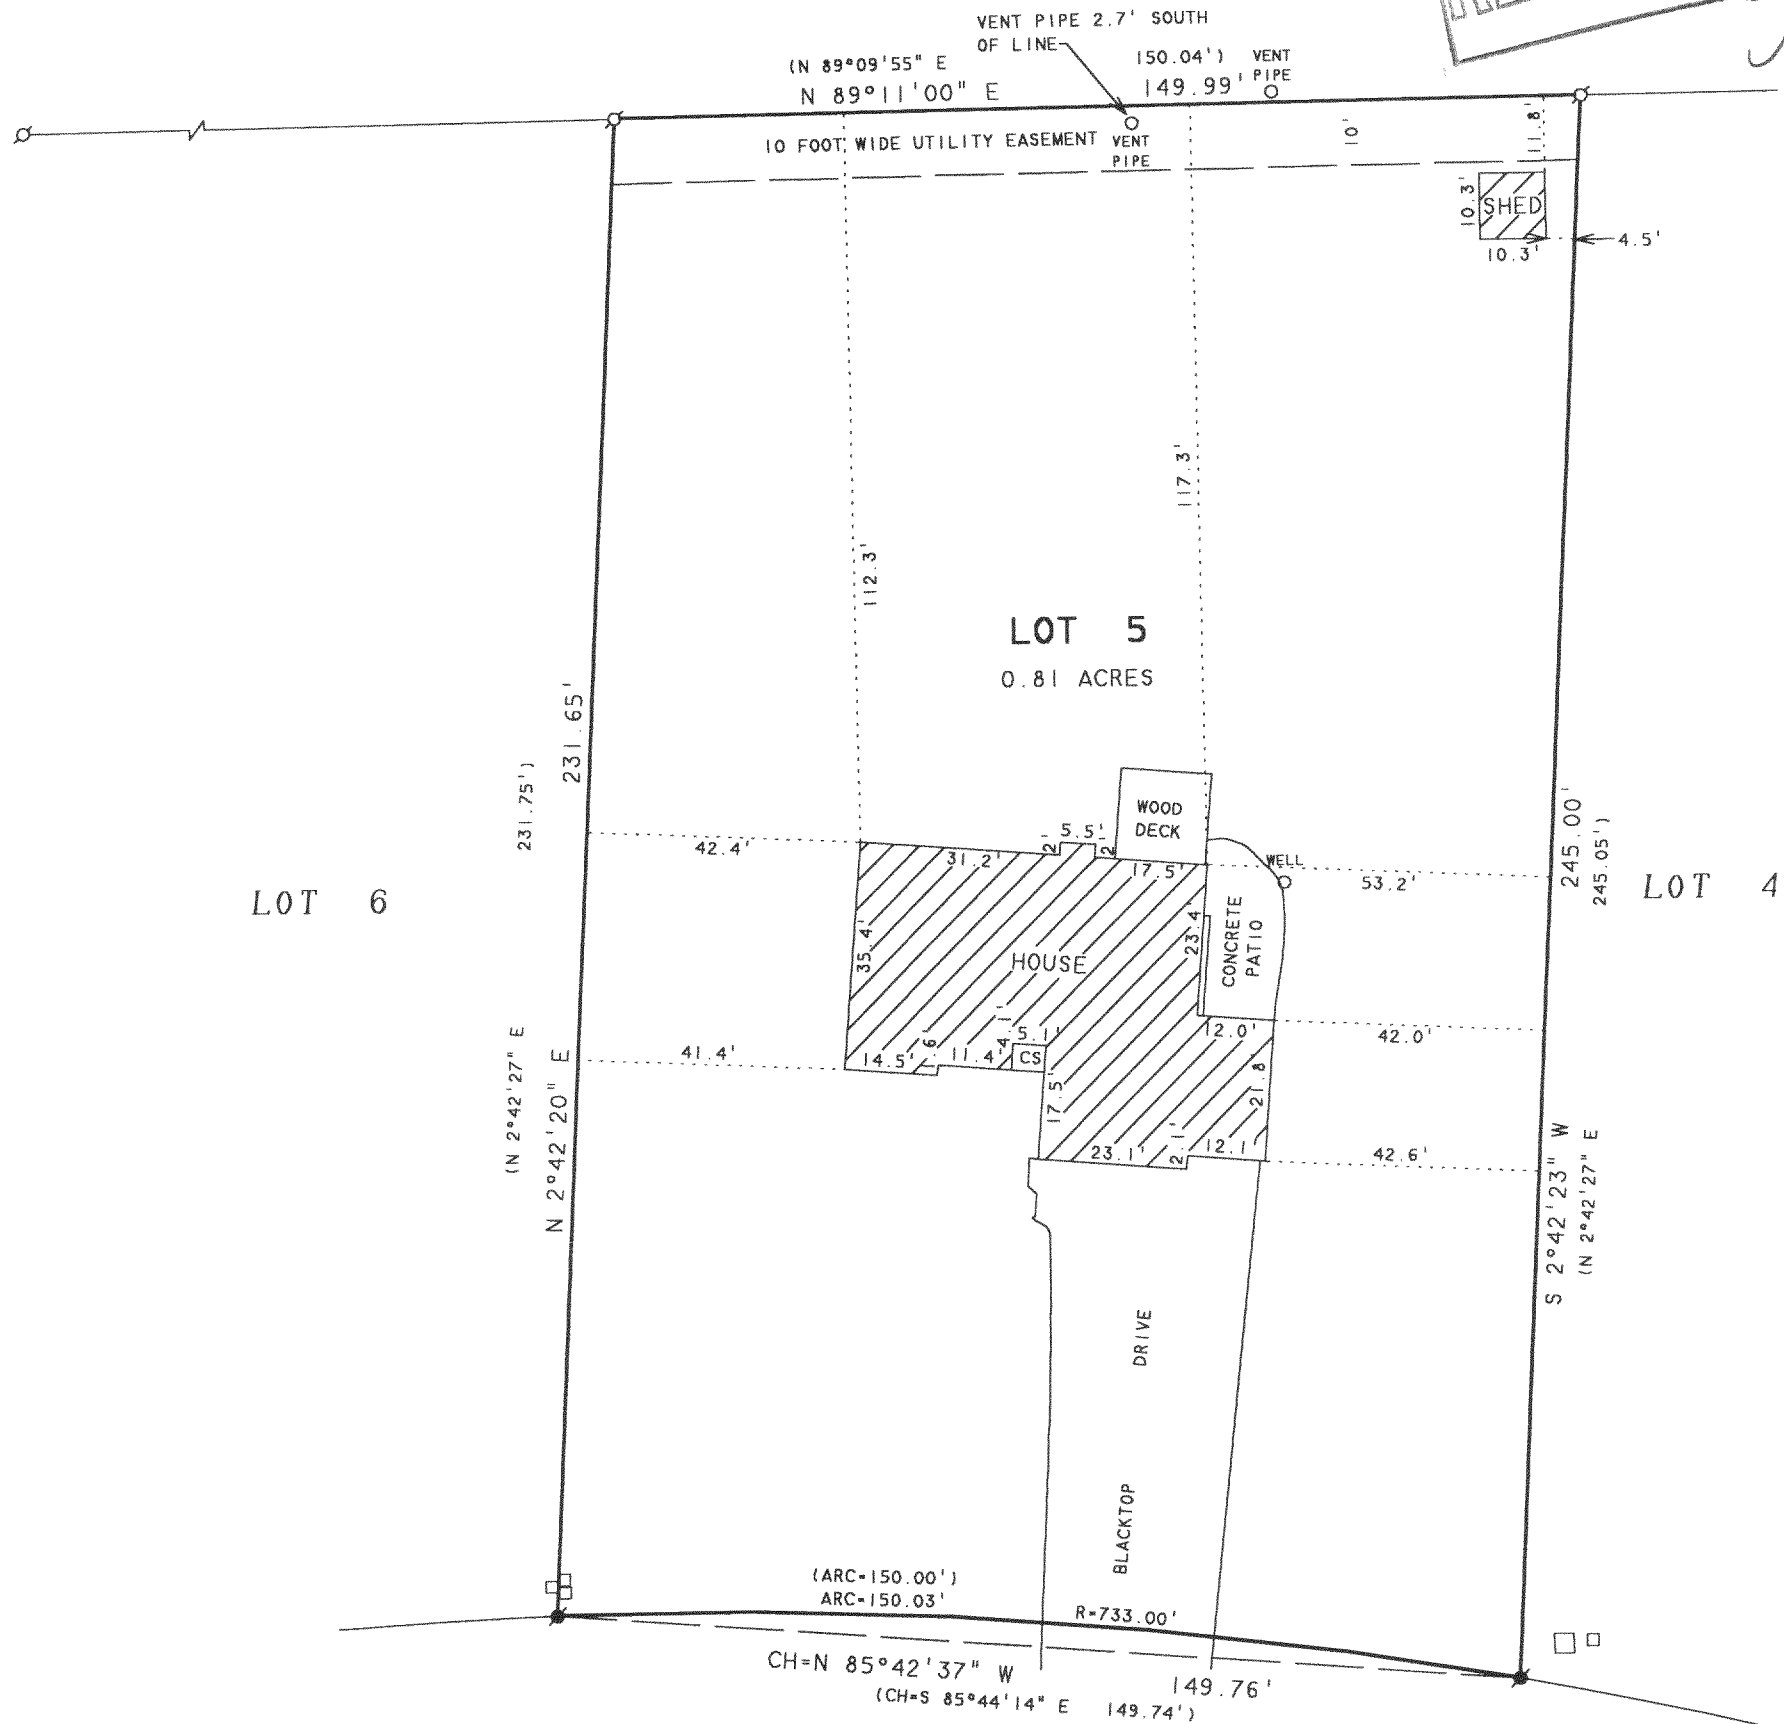 VENT PIPE 2.7' SOUTH
OF LINE
(N 89°09'55" E
150.04')
VENT
PIPE
N 89°11'00" E
149.99'
10 FOOT WIDE UTILITY EASEMENT
VENT
PIPE
10'
11.8'
10.3'
SHED
10.3'
4.5'
117.3'
112.3'
LOT 5
0.81 ACRES
231.65'
231.75')
WOOD
DECK
245.00'
245.05')
42.4'
31.2'
2'
5.5'
2'
17.5'
WELL
53.2'
LOT 6
LOT 4
35.4'
HOUSE
23.4'
CONCRETE
PATIO
41.4'
14.5'
1.6'
11.4'
4.1'
5.1'
CS
12.0'
42.0'
17.5'
21.8'
23.1'
2.1'
12.1'
42.6'
(N 2°42'27" E
N 2°42'20" E
S 2°42'23" W
(N 2°42'27" E
BLACKTOP DRIVE
(ARC=150.00')
ARC=150.03'
R=733.00'
CH=N 85°42'37" W
149.76'
(CH=S 85°44'14" E 149.74')